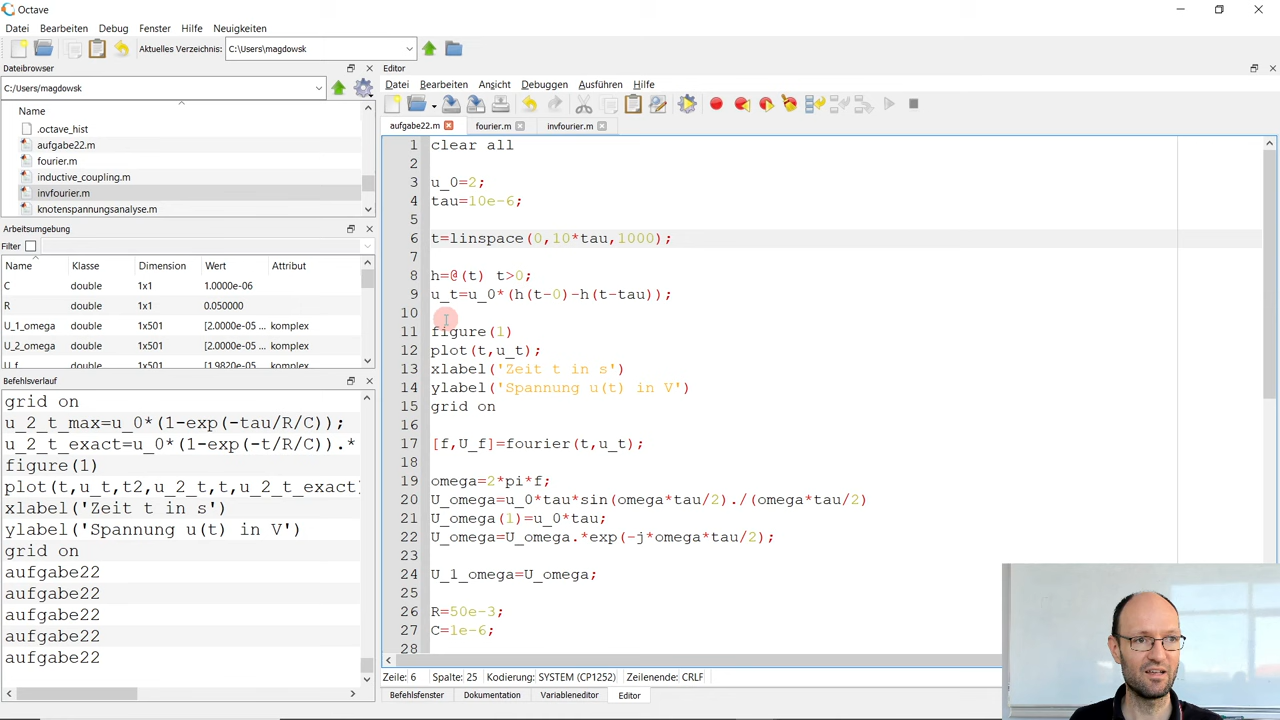 Octave
Datei Bearbeiten Debug Fenster Hilfe Neuigkeiten
Aktuelles Verzeichnis: C:\Users\magdowsk
Dateibrowser
C:/Users/magdowsk
Name
.octave_hist
aufgabe22.m
fourier.m
inductive_coupling.m
invfourier.m
knotenspannungsanalyse.m
Arbeitsumgebung
Filter
Name Klasse Dimension Wert Attribut
C double 1x1 1.0000e-06
R double 1x1 0.050000
U_1_omega double 1x501 [2.0000e-05 ... komplex
U_2_omega double 1x501 [2.0000e-05 ... komplex
U_f double 1x501 [1.9820e-05 ... komplex
Befehlsverlauf
grid on
u_2_t_max=u_0*(1-exp(-tau/R/C));
u_2_t_exact=u_0*(1-exp(-t/R/C)).*
figure(1)
plot(t,u_t,t2,u_2_t,t,u_2_t_exact)
xlabel('Zeit t in s')
ylabel('Spannung u(t) in V')
grid on
aufgabe22
aufgabe22
aufgabe22
aufgabe22
aufgabe22
Editor
Datei Bearbeiten Ansicht Debuggen Ausführen Hilfe
aufgabe22.m fourier.m invfourier.m
1 clear all
2
3 u_0=2;
4 tau=10e-6;
5
6 t=linspace(0,10*tau,1000);
7
8 h=@(t) t>0;
9 u_t=u_0*(h(t-0)-h(t-tau));
10
11 figure(1)
12 plot(t,u_t);
13 xlabel('Zeit t in s')
14 ylabel('Spannung u(t) in V')
15 grid on
16
17 [f,U_f]=fourier(t,u_t);
18
19 omega=2*pi*f;
20 U_omega=u_0*tau*sin(omega*tau/2)./(omega*tau/2)
21 U_omega(1)=u_0*tau;
22 U_omega=U_omega.*exp(-j*omega*tau/2);
23
24 U_1_omega=U_omega;
25
26 R=50e-3;
27 C=1e-6;
28
Zeile: 6 Spalte: 25 Kodierung: SYSTEM (CP1252) Zeilenende: CRLF
Befehlsfenster Dokumentation Variableneditor Editor